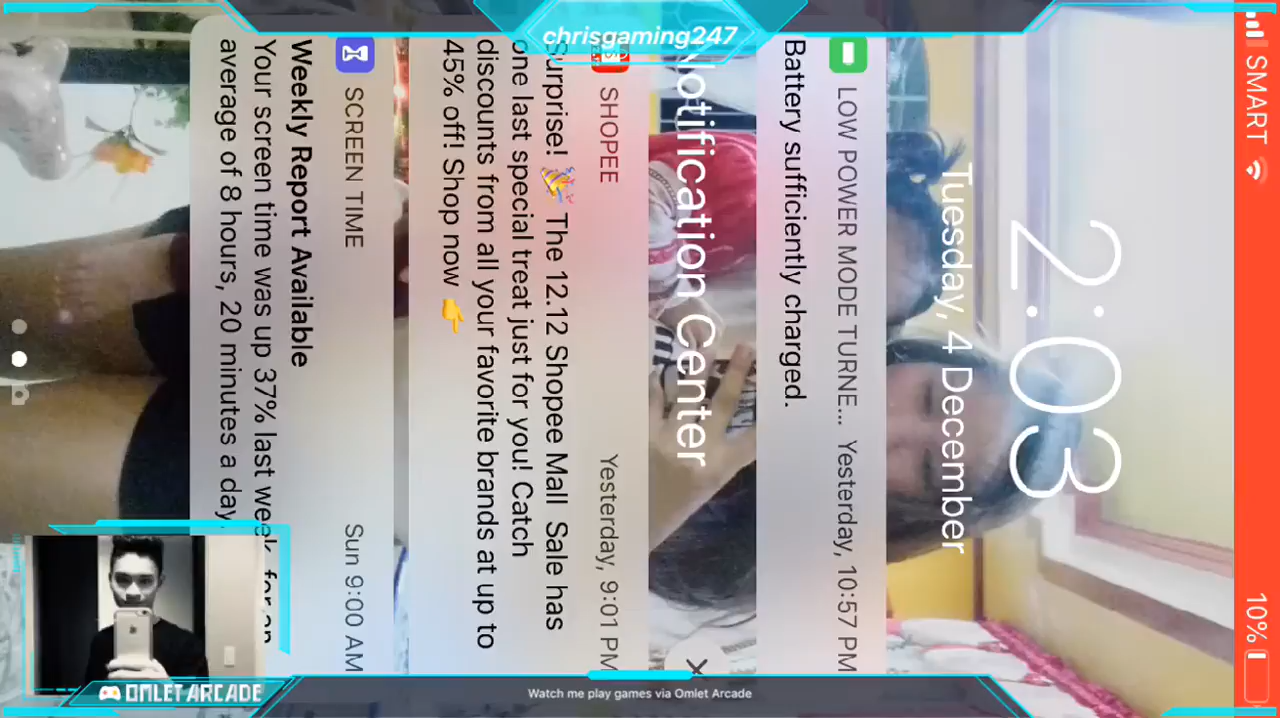 chrisgaming247
SMART
10%
2:03
Tuesday, 4 December
LOW POWER MODE TURNE... Yesterday, 10:57 PM
Battery sufficiently charged.
Notification Center
SHOPEE Yesterday, 9:01 PM
Surprise! 🎉 The 12.12 Shopee Mall Sale has
one last special treat just for you! Catch
discounts from all your favorite brands at up to
45% off! Shop now 👉
SCREEN TIME Sun 9:00 AM
Weekly Report Available
Your screen time was up 37% last week, for an
average of 8 hours, 20 minutes a day.
OMLET ARCADE
Watch me play games via Omlet Arcade